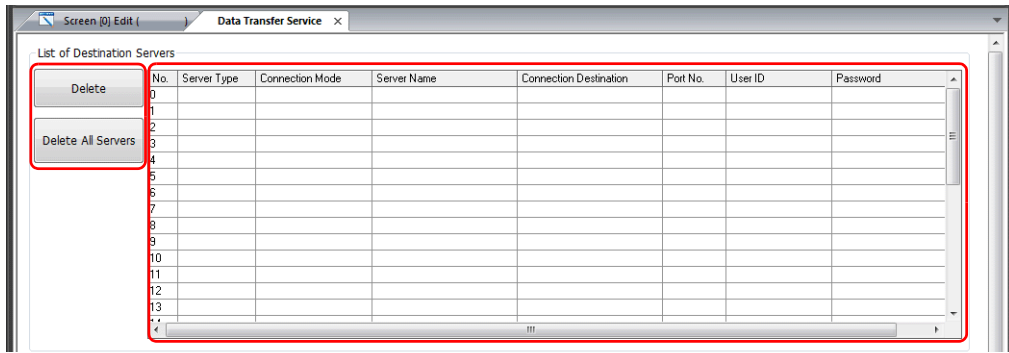 Screen [0] Edit ( ) Data Transfer Service ×
List of Destination Servers
Delete
Delete All Servers
No. Server Type Connection Mode Server Name Connection Destination Port No. User ID Password
0
1
2
3
4
5
6
7
8
9
10
11
12
13